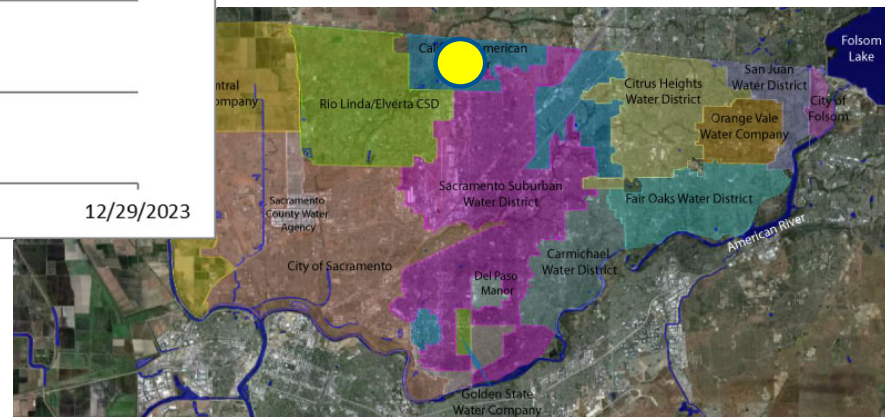 12/29/2023
Folsom
Lake
American
San Juan
Water District
Citrus Heights
Water District
City of
Folsom
Rio Linda/Elverta CSD
Orange Vale
Water Company
Sacramento Suburban
Water District
Fair Oaks Water District
Sacramento
County Water
Agency
American River
Carmichael
Water District
City of Sacramento
Del Paso
Manor
Golden State
Water Company